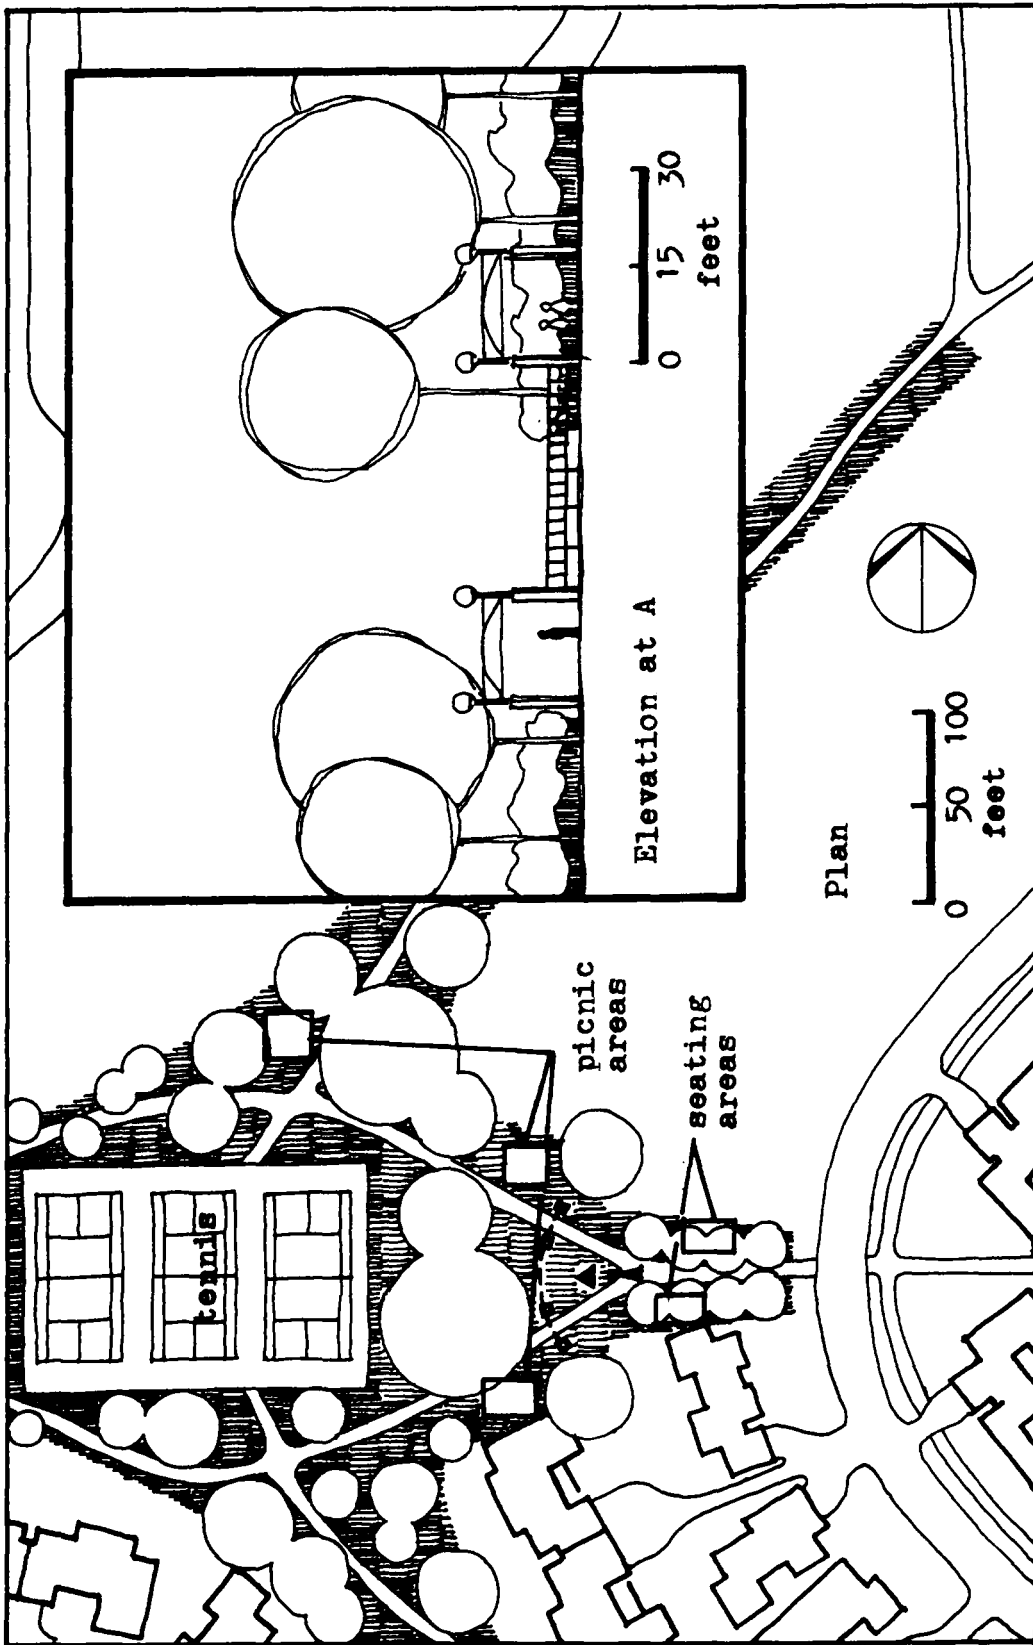 tennis
picnic
areas
seating
areas
Elevation at A
0 15 30
feet
Plan
0 50 100
feet